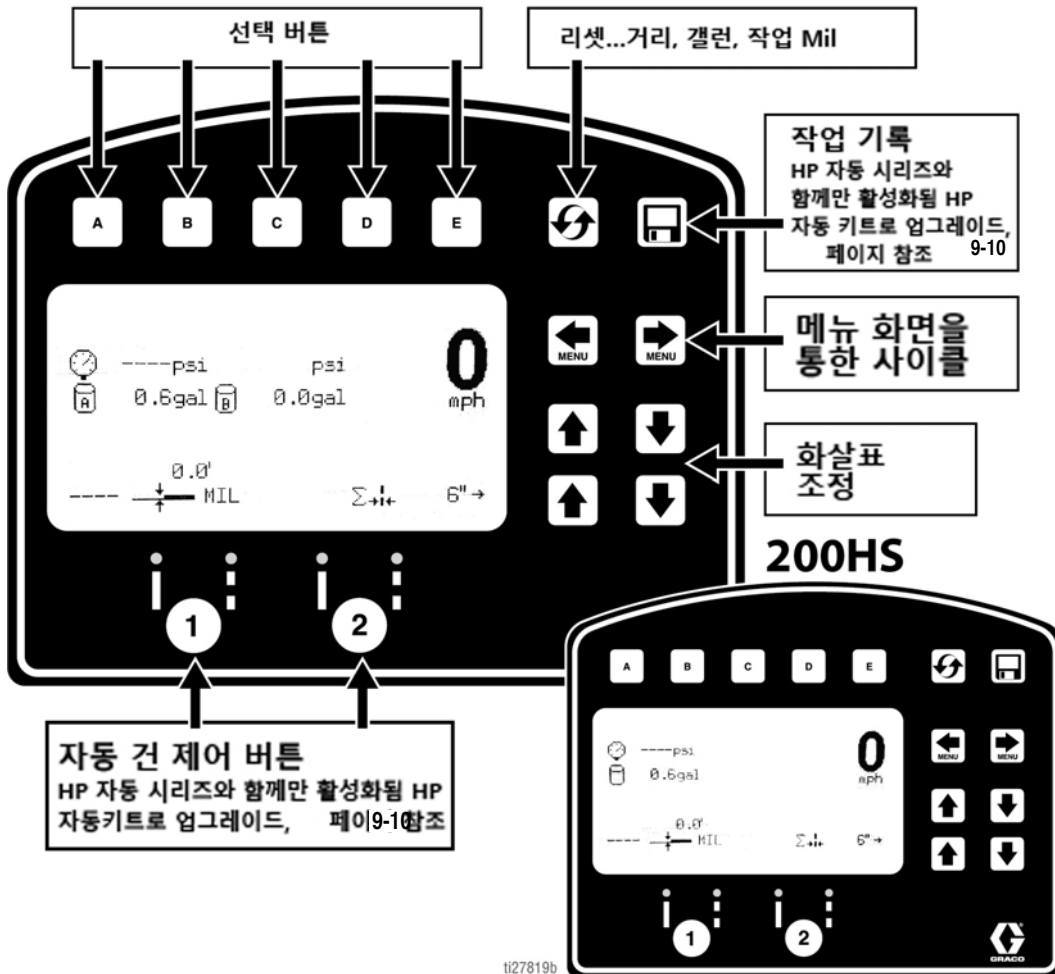 선택 버튼
리셋...거리, 갤런, 작업 Mil
작업 기록
HP 자동 시리즈와
함께만 활성화됨 HP
자동 키트로 업그레이드,
페이지 참조 9-10
A B C D E
메뉴 화면을
통한 사이클
MENU MENU
----psi psi
0
A 0.6gal B 0.0gal
mph
화살표
조정
0.0'
---- MIL Σ 6"
200HS
1 2
자동 건 제어 버튼
HP 자동 시리즈와 함께만 활성화됨 HP
자동키트로 업그레이드, 페이9-10참조
A B C D E
MENU MENU
----psi
0
0.6gal
mph
0.0'
---- MIL Σ 6"
1 2
GRACO
ti27819b